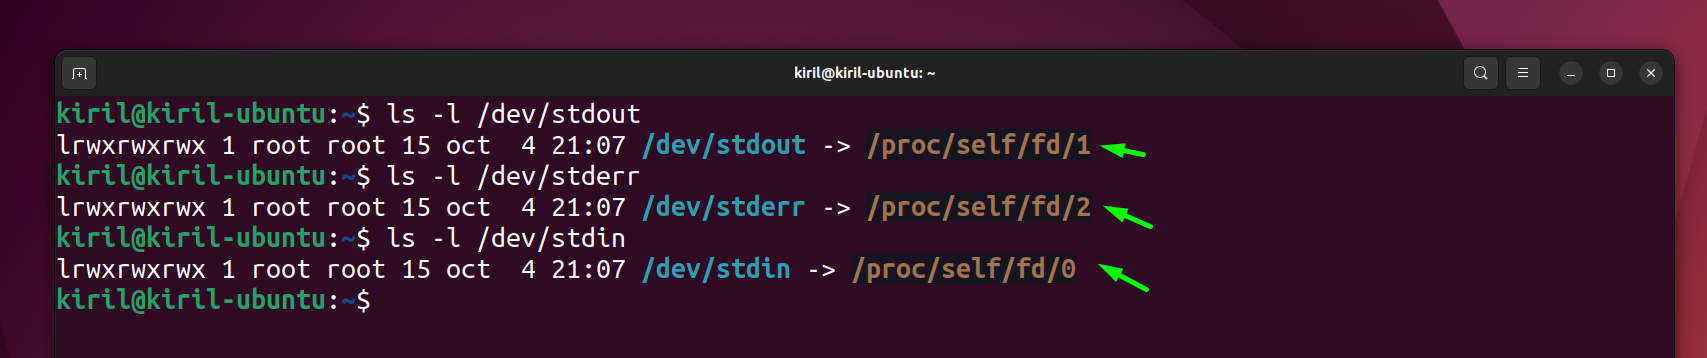 kiril@kiril-ubuntu: ~
kiril@kiril-ubuntu:~$ ls -l /dev/stdout
lrwxrwxrwx 1 root root 15 oct  4 21:07 /dev/stdout -> /proc/self/fd/1
kiril@kiril-ubuntu:~$ ls -l /dev/stderr
lrwxrwxrwx 1 root root 15 oct  4 21:07 /dev/stderr -> /proc/self/fd/2
kiril@kiril-ubuntu:~$ ls -l /dev/stdin
lrwxrwxrwx 1 root root 15 oct  4 21:07 /dev/stdin -> /proc/self/fd/0
kiril@kiril-ubuntu:~$